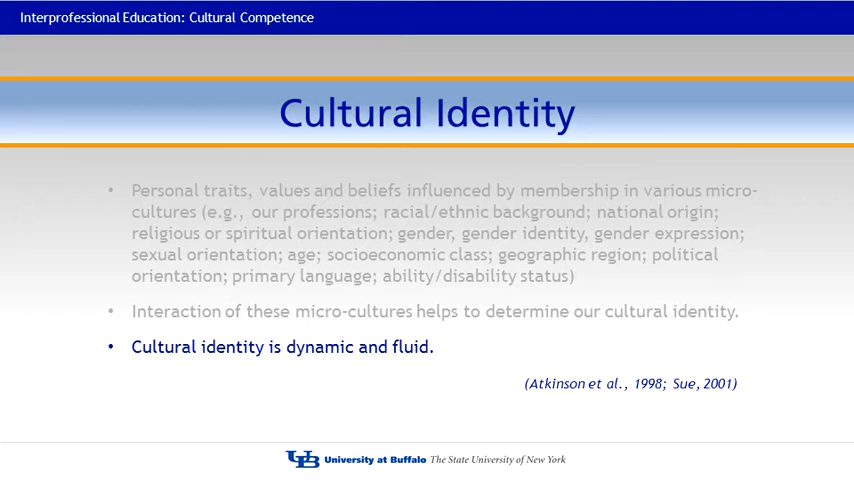 Interprofessional Education: Cultural Competence
Cultural Identity
• Personal traits, values and beliefs influenced by membership in various micro-
cultures (e.g., our professions; racial/ethnic background; national origin;
religious or spiritual orientation; gender, gender identity, gender expression;
sexual orientation; age; socioeconomic class; geographic region; political
orientation; primary language; ability/disability status)
• Interaction of these micro-cultures helps to determine our cultural identity.
• Cultural identity is dynamic and fluid.
(Atkinson et al., 1998; Sue, 2001)
UB University at Buffalo The State University of New York